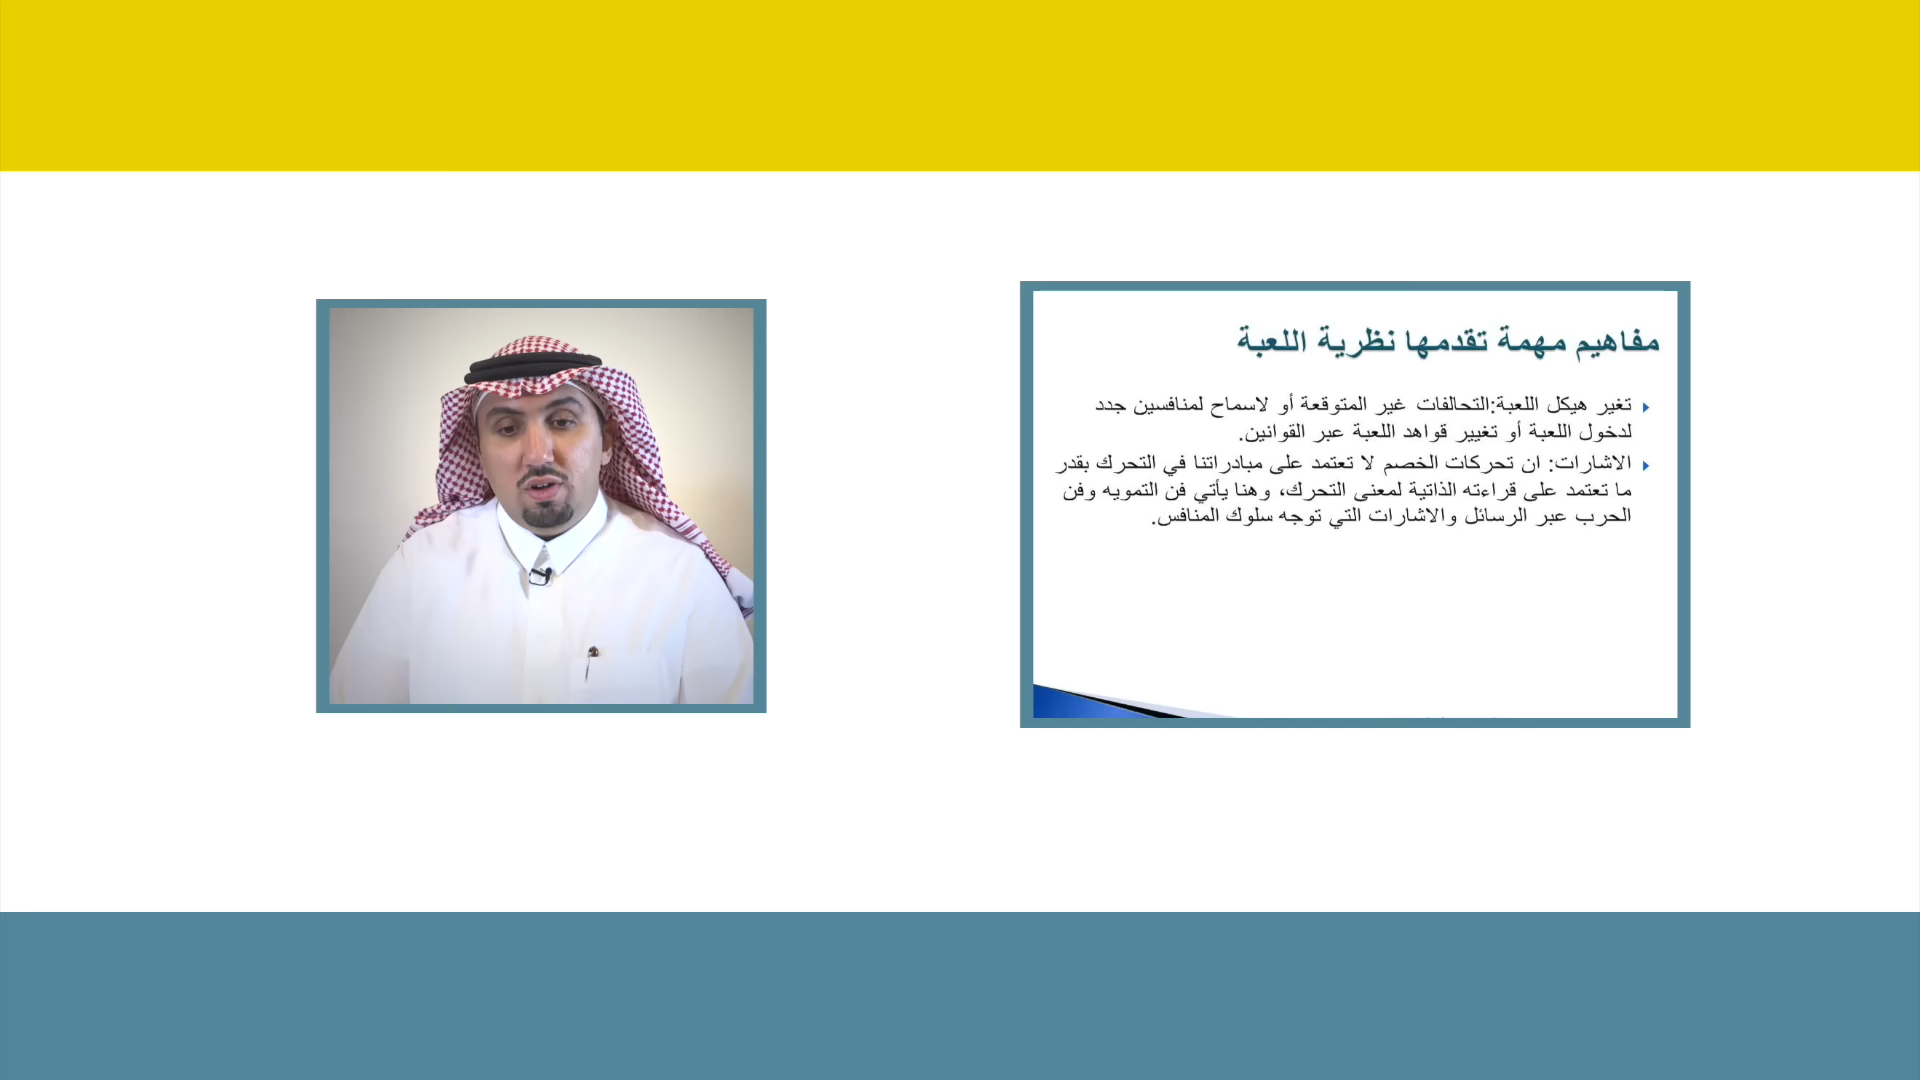 مفاهيم مهمة تقدمها نظرية اللعبة
تغير هيكل اللعبة:التحالفات غير المتوقعة أو لاسماح لمنافسين جدد
لدخول اللعبة أو تغيير قواهد اللعبة عبر القوانين.
الاشارات: ان تحركات الخصم لا تعتمد على مبادراتنا في التحرك بقدر
ما تعتمد على قراءته الذاتية لمعنى التحرك، وهنا يأتي فن التمويه وفن
الحرب عبر الرسائل والاشارات التي توجه سلوك المنافس.